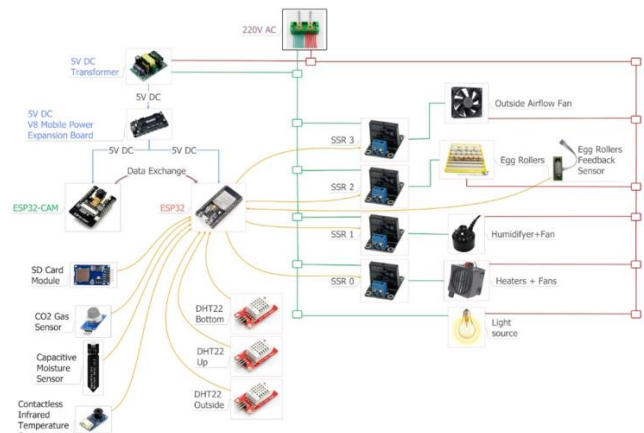 220V AC
5V DC
Transformer
5V DC
V8 Mobile Power
Expansion Board
5V DC
5V DC
Data Exchange
ESP32-CAM
ESP32
SSR 3
Outside Airflow Fan
SSR 2
Egg Rollers
Egg Rollers
Feedback
Sensor
SSR 1
Humidifyer+Fan
SSR 0
Heaters + Fans
Light
source
SD Card
Module
CO2 Gas
Sensor
Capacitive
Moisture
Sensor
Contactless
Infrared
Temperature
DHT22
Bottom
DHT22
Up
DHT22
Outside